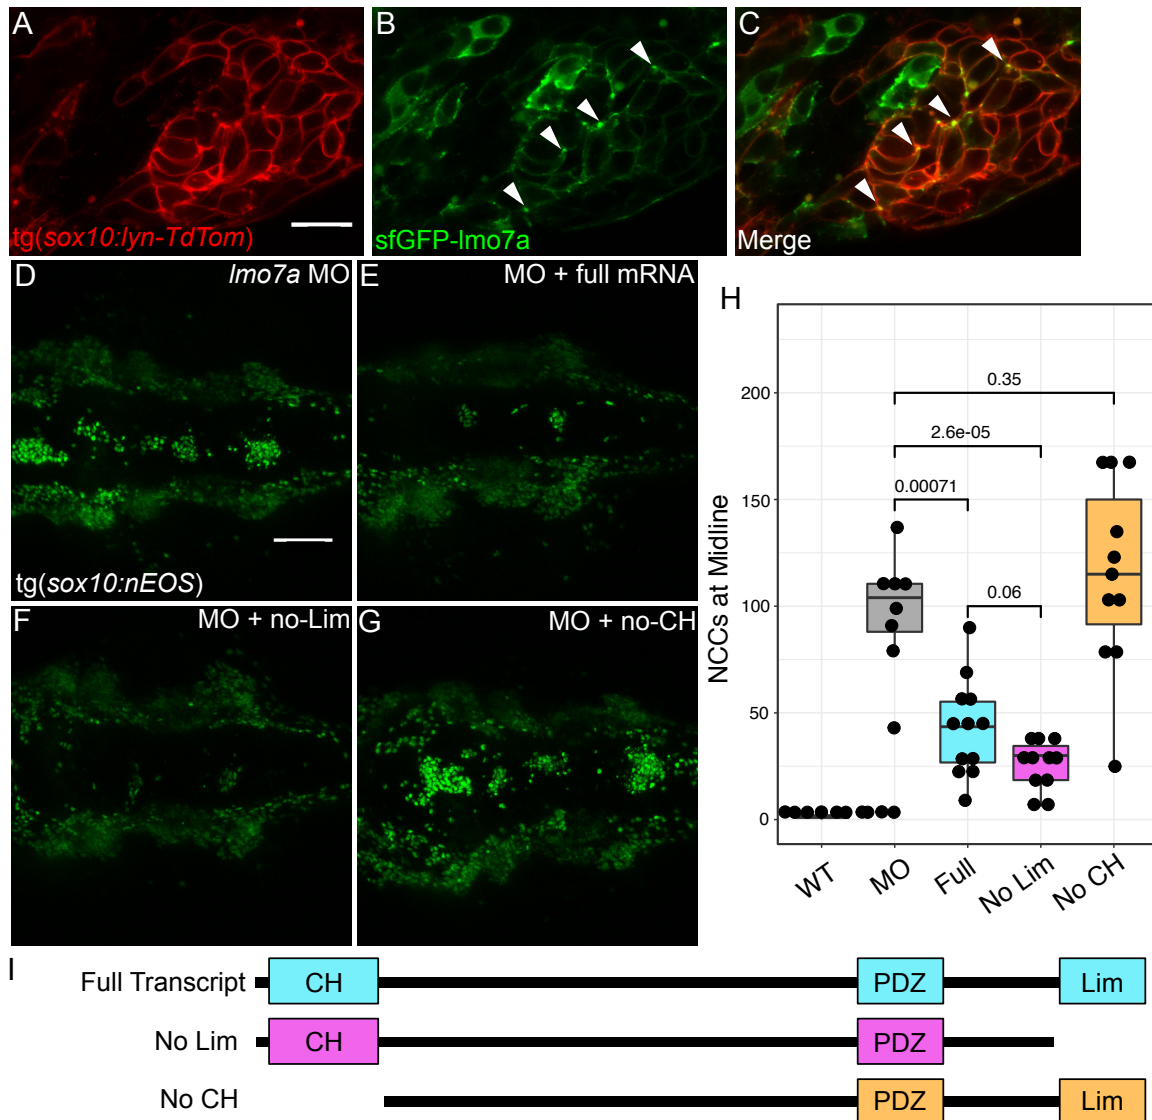 A
tg(sox10:lyn-TdTom)
B
sfGFP-lmo7a
C
Merge
D
lmo7a MO
tg(sox10:nEOS)
E
MO + full mRNA
F
MO + no-Lim
G
MO + no-CH
H
NCCs at Midline
200
150
100
50
0
0.35
2.6e-05
0.00071
0.06
WT
MO
Full
No Lim
No CH
I
Full Transcript
CH
PDZ
Lim
No Lim
CH
PDZ
No CH
PDZ
Lim